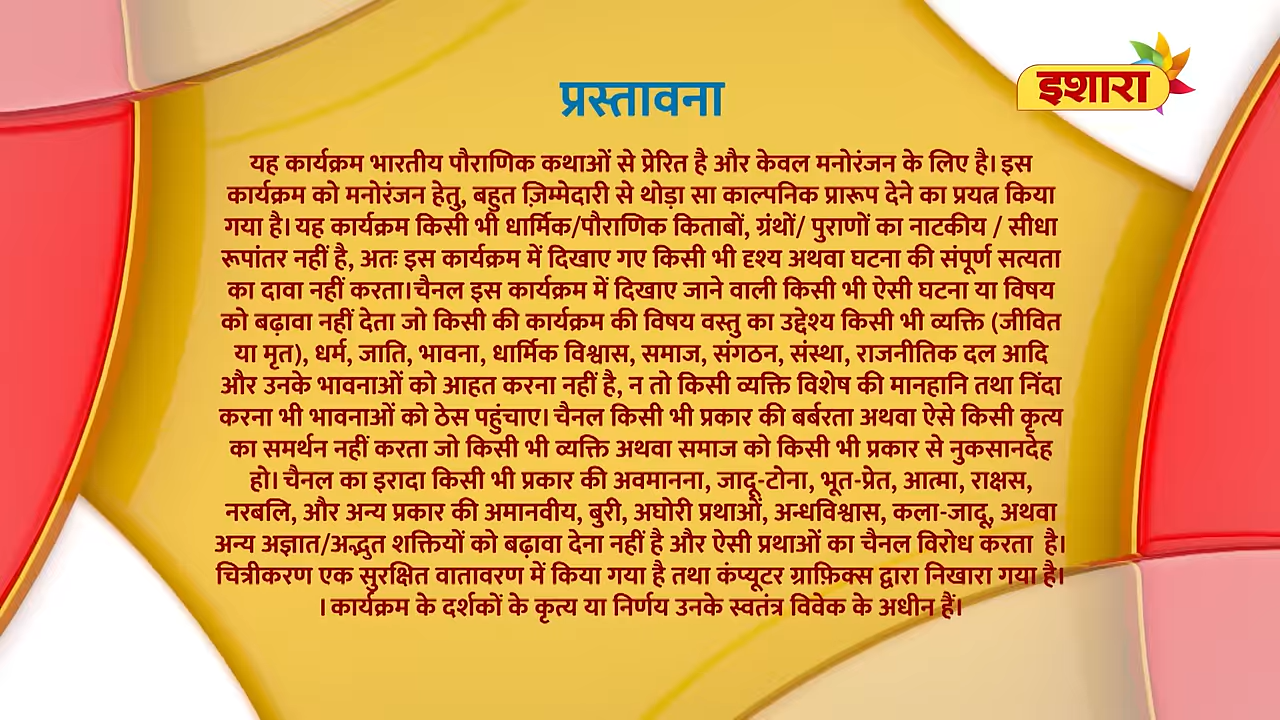 इशारा
प्रस्तावना
यह कार्यक्रम भारतीय पौराणिक कथाओं से प्रेरित है और केवल मनोरंजन के लिए है। इस
कार्यक्रम को मनोरंजन हेतु, बहुत ज़िम्मेदारी से थोड़ा सा काल्पनिक प्रारूप देने का प्रयत्न किया
गया है। यह कार्यक्रम किसी भी धार्मिक/पौराणिक किताबों, ग्रंथों/ पुराणों का नाटकीय / सीधा
रूपांतर नहीं है, अतः इस कार्यक्रम में दिखाए गए किसी भी दृश्य अथवा घटना की संपूर्ण सत्यता
का दावा नहीं करता।चैनल इस कार्यक्रम में दिखाए जाने वाली किसी भी ऐसी घटना या विषय
को बढ़ावा नहीं देता जो किसी की कार्यक्रम की विषय वस्तु का उद्देश्य किसी भी व्यक्ति (जीवित
या मृत), धर्म, जाति, भावना, धार्मिक विश्वास, समाज, संगठन, संस्था, राजनीतिक दल आदि
और उनके भावनाओं को आहत करना नहीं है, न तो किसी व्यक्ति विशेष की मानहानि तथा निंदा
करना भी भावनाओं को ठेस पहुंचाए। चैनल किसी भी प्रकार की बर्बरता अथवा ऐसे किसी कृत्य
का समर्थन नहीं करता जो किसी भी व्यक्ति अथवा समाज को किसी भी प्रकार से नुकसानदेह
हो। चैनल का इरादा किसी भी प्रकार की अवमानना, जादू-टोना, भूत-प्रेत, आत्मा, राक्षस,
नरबलि, और अन्य प्रकार की अमानवीय, बुरी, अघोरी प्रथाओं, अन्धविश्वास, कला-जादू, अथवा
अन्य अज्ञात/अद्भुत शक्तियों को बढ़ावा देना नहीं है और ऐसी प्रथाओं का चैनल विरोध करता है।
चित्रीकरण एक सुरक्षित वातावरण में किया गया है तथा कंप्यूटर ग्राफ़िक्स द्वारा निखारा गया है।
। कार्यक्रम के दर्शकों के कृत्य या निर्णय उनके स्वतंत्र विवेक के अधीन हैं।